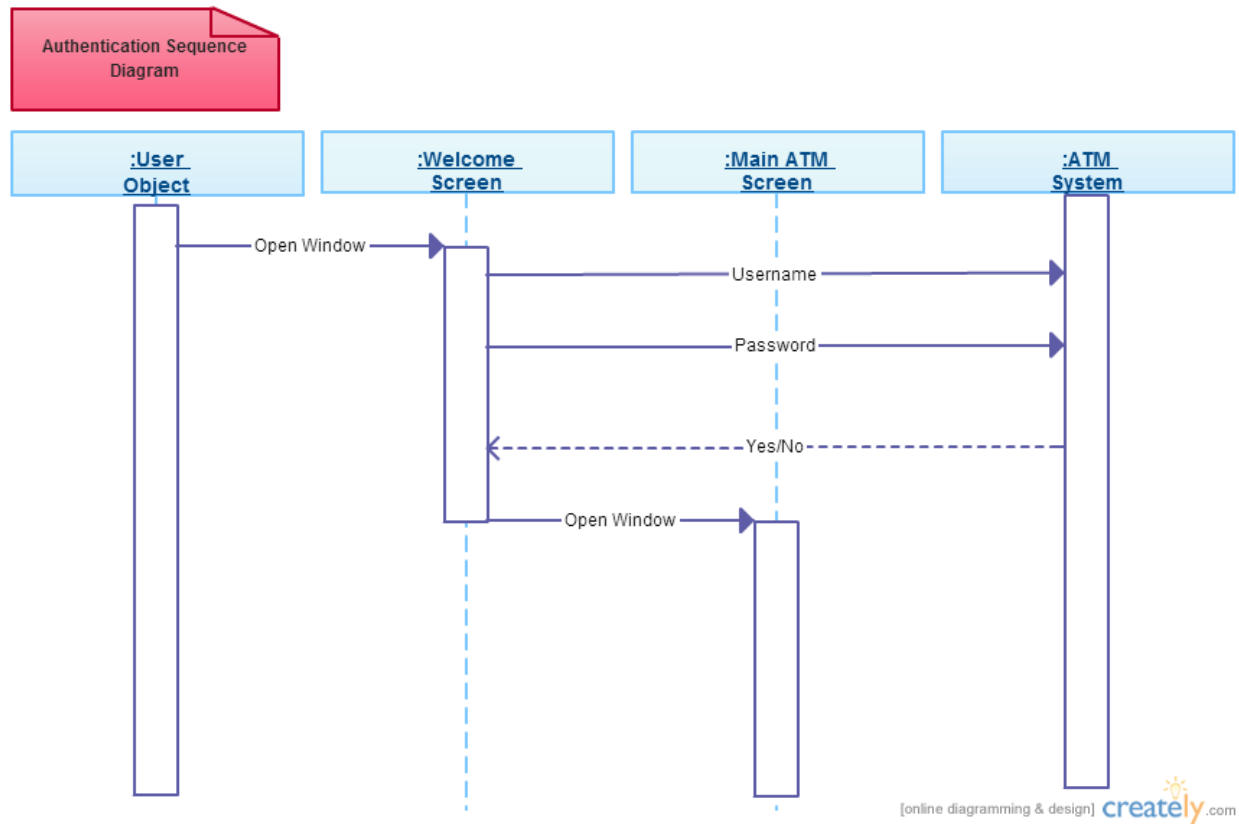 Authentication Sequence
Diagram
:User
Object
:Welcome
Screen
:Main ATM
Screen
:ATM
System
Open Window
Username
Password
Yes/No
Open Window
[online diagramming & design] creately.com